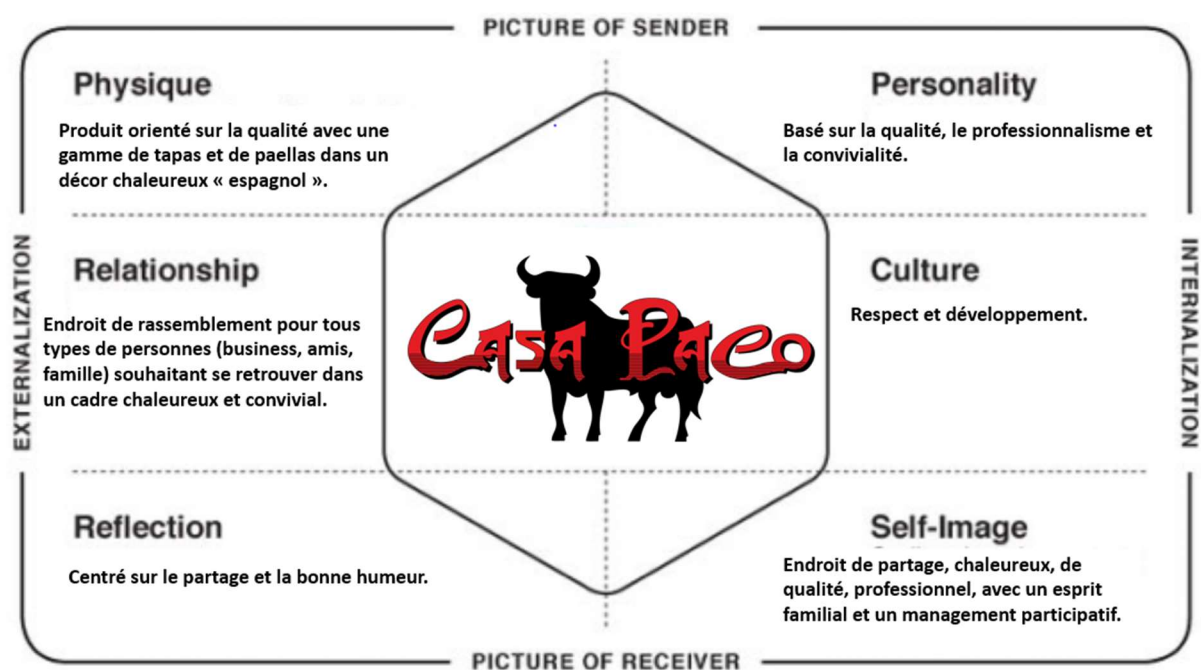 PICTURE OF SENDER
Physique
Produit orienté sur la qualité avec une
gamme de tapas et de paellas dans un
décor chaleureux « espagnol ».
Personality
Basé sur la qualité, le professionnalisme et
la convivialité.
EXTERNALIZATION
Relationship
Endroit de rassemblement pour tous
types de personnes (business, amis,
famille) souhaitant se retrouver dans
un cadre chaleureux et convivial.
Casa Paco
Culture
Respect et développement.
INTERNALIZATION
Reflection
Centré sur le partage et la bonne humeur.
Self-Image
Endroit de partage, chaleureux, de
qualité, professionnel, avec un esprit
familial et un management participatif.
PICTURE OF RECEIVER